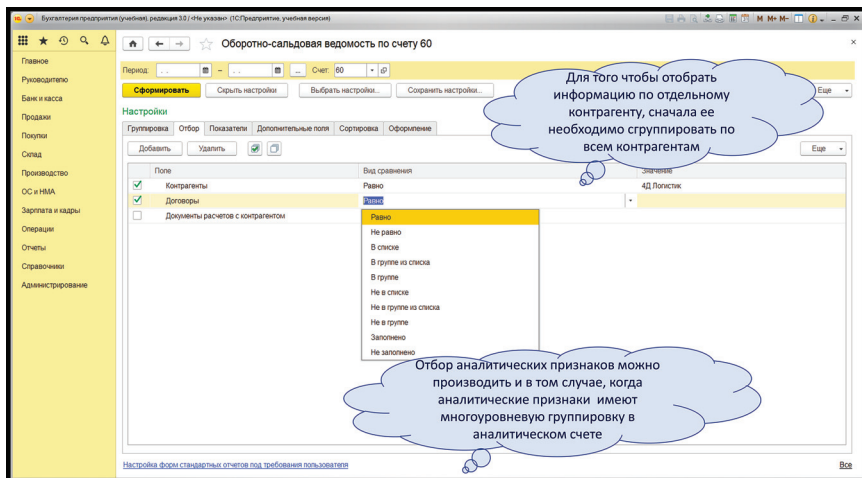 Бухгалтерия предприятия (учебная), редакция 3.0 / <Не указан> (1С:Предприятие, учебная версия)
M M+ M-
Главное
Руководителю
Банк и касса
Продажи
Покупки
Склад
Производство
ОС и НМА
Зарплата и кадры
Операции
Отчеты
Справочники
Администрирование
Оборотно-сальдовая ведомость по счету 60
Период: . . – . . ... Счет: 60
Сформировать Скрыть настройки Выбрать настройки... Сохранить настройки... Еще
Настройки
Группировка Отбор Показатели Дополнительные поля Сортировка Оформление
Добавить Удалить Еще
Поле Вид сравнения Значение
Контрагенты Равно 4Д Логистик
Договоры Равно
Документы расчетов с контрагентом
Равно
Не равно
В списке
В группе из списка
В группе
Не в списке
Не в группе из списка
Не в группе
Заполнено
Не заполнено
Для того чтобы отобрать
информацию по отдельному
контрагенту, сначала ее
необходимо сгруппировать по
всем контрагентам
Отбор аналитических признаков можно
производить и в том случае, когда
аналитические признаки имеют
многоуровневую группировку в
аналитическом счете
Настройка форм стандартных отчетов под требования пользователя
Все